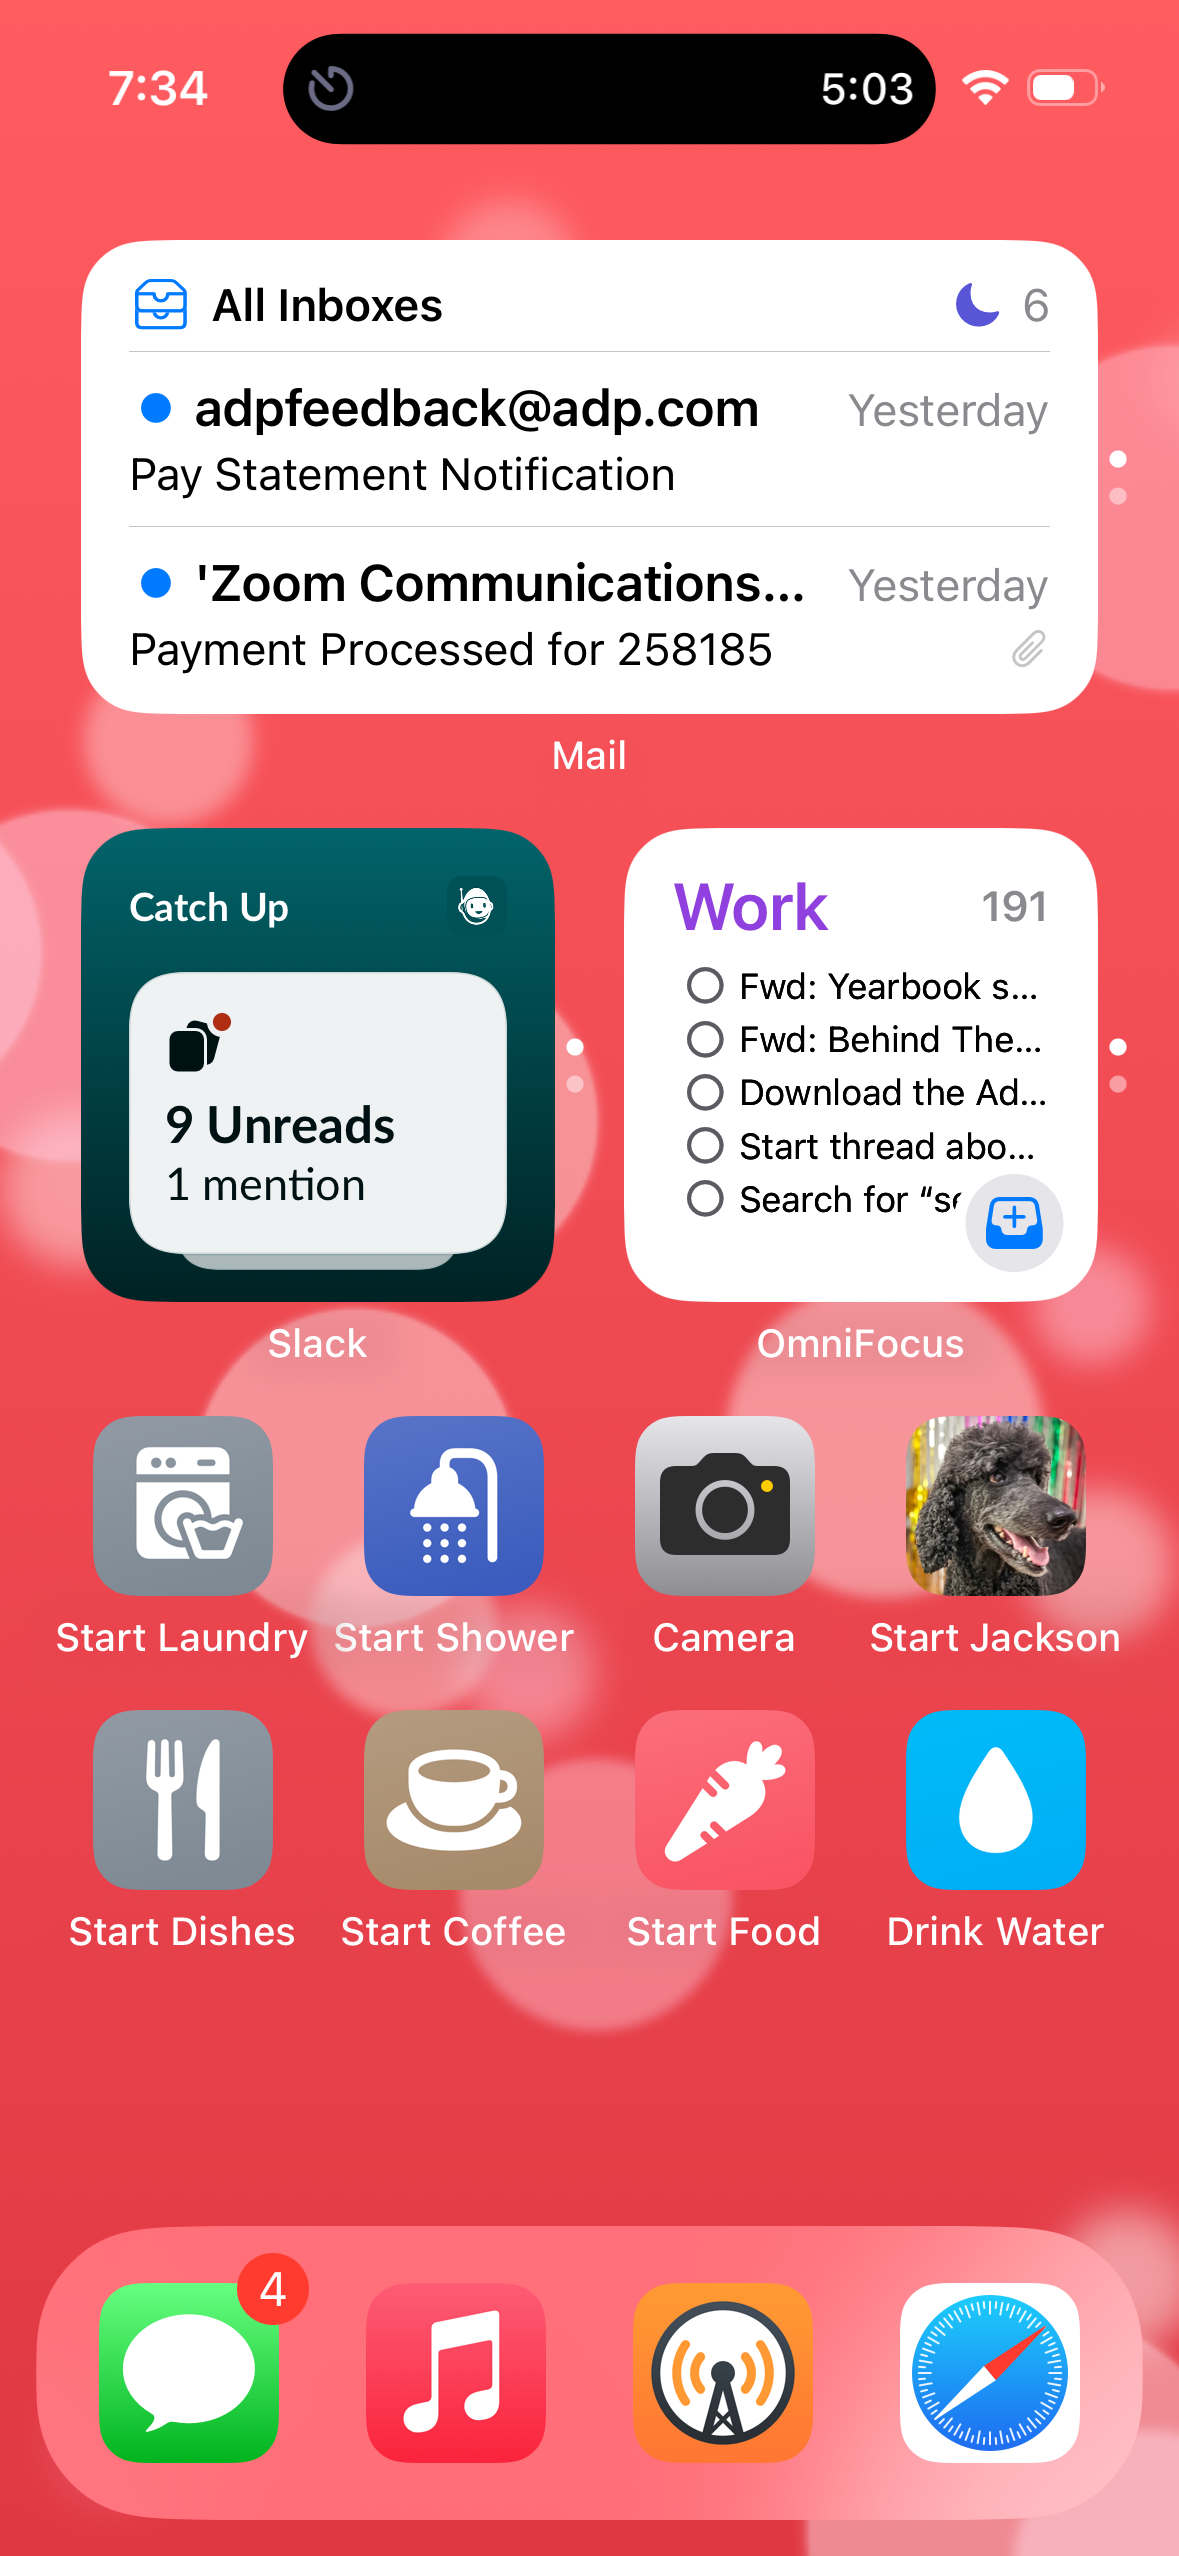 7:34
5:03
All Inboxes
6
adpfeedback@adp.com
Yesterday
Pay Statement Notification
'Zoom Communications...
Yesterday
Payment Processed for 258185
Mail
Catch Up
9 Unreads
1 mention
Slack
Work
191
Fwd: Yearbook s...
Fwd: Behind The...
Download the Ad...
Start thread abo...
Search for “se
OmniFocus
Start Laundry
Start Shower
Camera
Start Jackson
Start Dishes
Start Coffee
Start Food
Drink Water
4